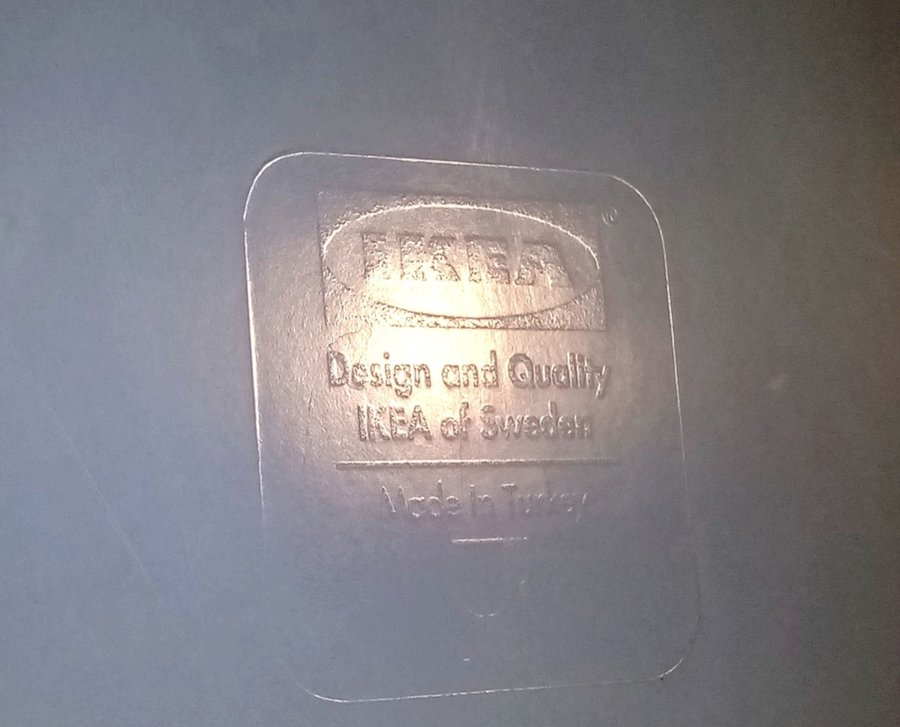 IKEA®
Design and Quality
IKEA of Sweden
Made in Turkey